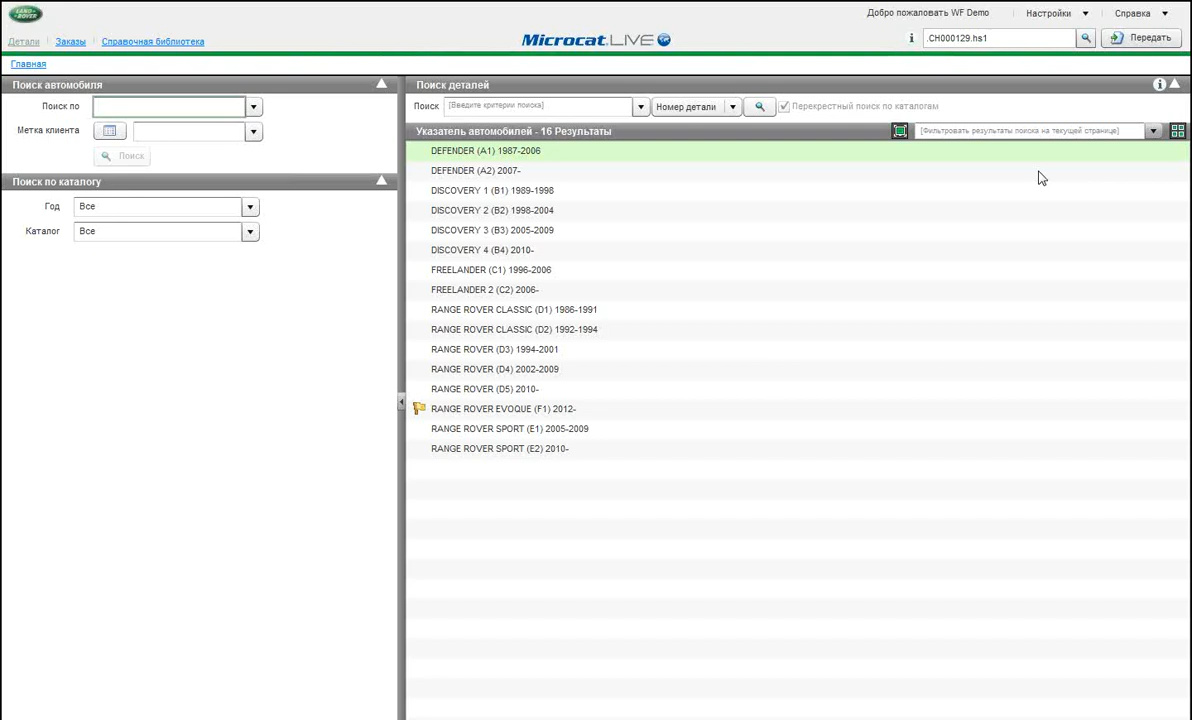 LAND-
ROVER
Добро пожаловать WF Demo
Настройки
Справка
Детали
Заказы
Справочная библиотека
Microcat.LIVE
.CH000129.hs1
Передать
Главная
Поиск автомобиля
Поиск по
Метка клиента
Поиск
Поиск по каталогу
Год Все
Каталог Все
Поиск деталей
Поиск [Введите критерии поиска] Номер детали Перекрестный поиск по каталогам
Указатель автомобилей - 16 Результаты [Фильтровать результаты поиска на текущей странице]
DEFENDER (A1) 1987-2006
DEFENDER (A2) 2007-
DISCOVERY 1 (B1) 1989-1998
DISCOVERY 2 (B2) 1998-2004
DISCOVERY 3 (B3) 2005-2009
DISCOVERY 4 (B4) 2010-
FREELANDER (C1) 1996-2006
FREELANDER 2 (C2) 2006-
RANGE ROVER CLASSIC (D1) 1986-1991
RANGE ROVER CLASSIC (D2) 1992-1994
RANGE ROVER (D3) 1994-2001
RANGE ROVER (D4) 2002-2009
RANGE ROVER (D5) 2010-
RANGE ROVER EVOQUE (F1) 2012-
RANGE ROVER SPORT (E1) 2005-2009
RANGE ROVER SPORT (E2) 2010-